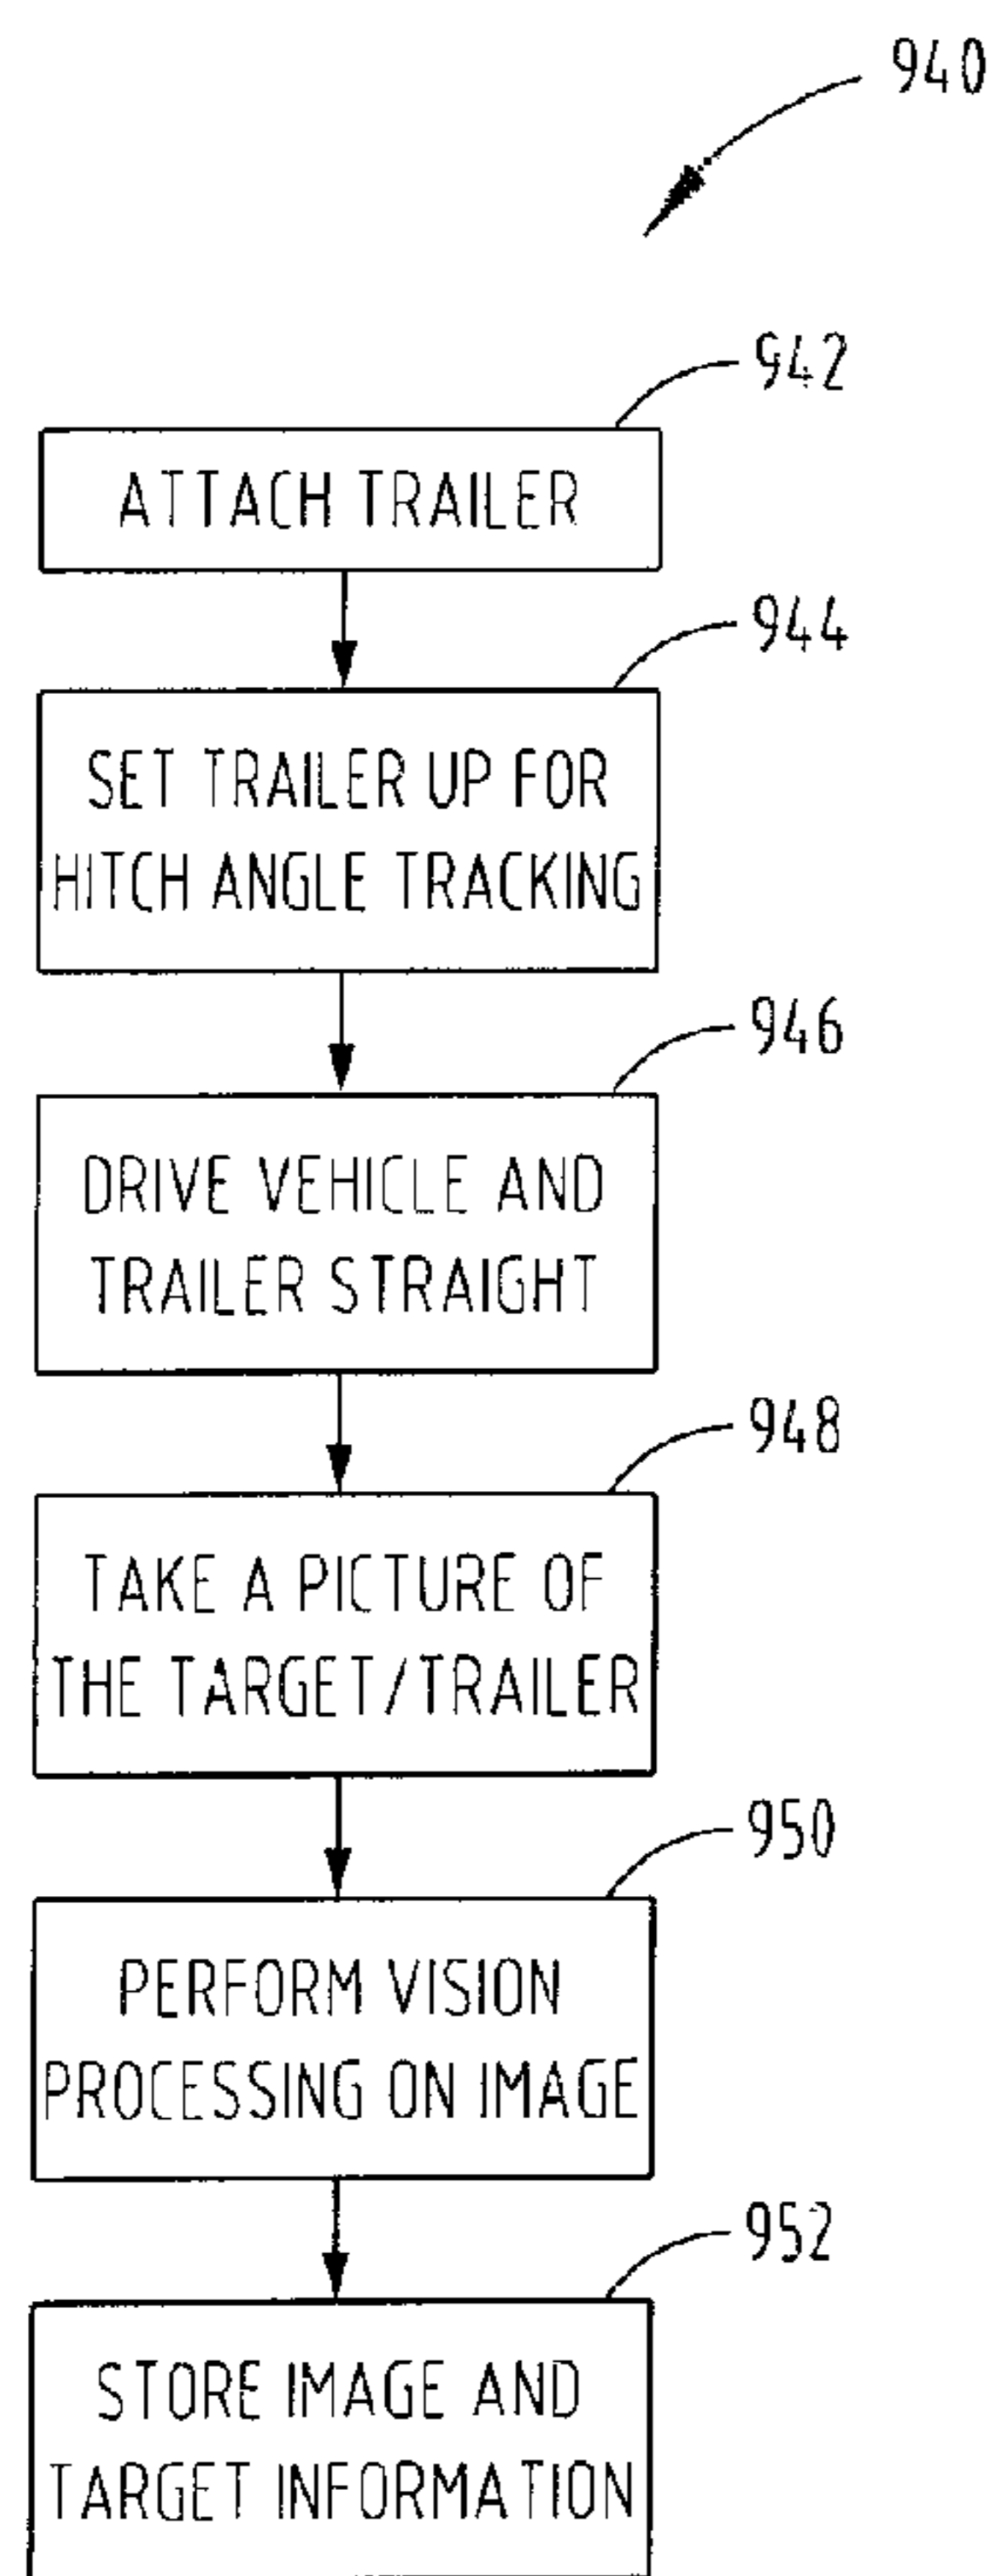 940
942
ATTACH TRAILER
944
SET TRAILER UP FOR
HITCH ANGLE TRACKING
946
DRIVE VEHICLE AND
TRAILER STRAIGHT
948
TAKE A PICTURE OF
THE TARGET/TRAILER
950
PERFORM VISION
PROCESSING ON IMAGE
952
STORE IMAGE AND
TARGET INFORMATION